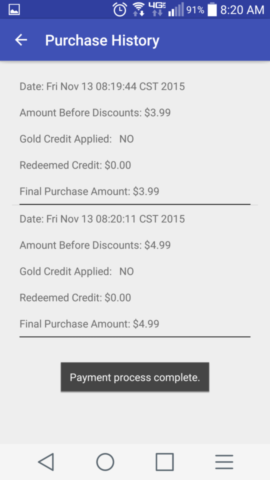 4G 91% 8:20 AM
Purchase History
Date: Fri Nov 13 08:19:44 CST 2015
Amount Before Discounts: $3.99
Gold Credit Applied: NO
Redeemed Credit: $0.00
Final Purchase Amount: $3.99
Date: Fri Nov 13 08:20:11 CST 2015
Amount Before Discounts: $4.99
Gold Credit Applied: NO
Redeemed Credit: $0.00
Final Purchase Amount: $4.99
Payment process complete.